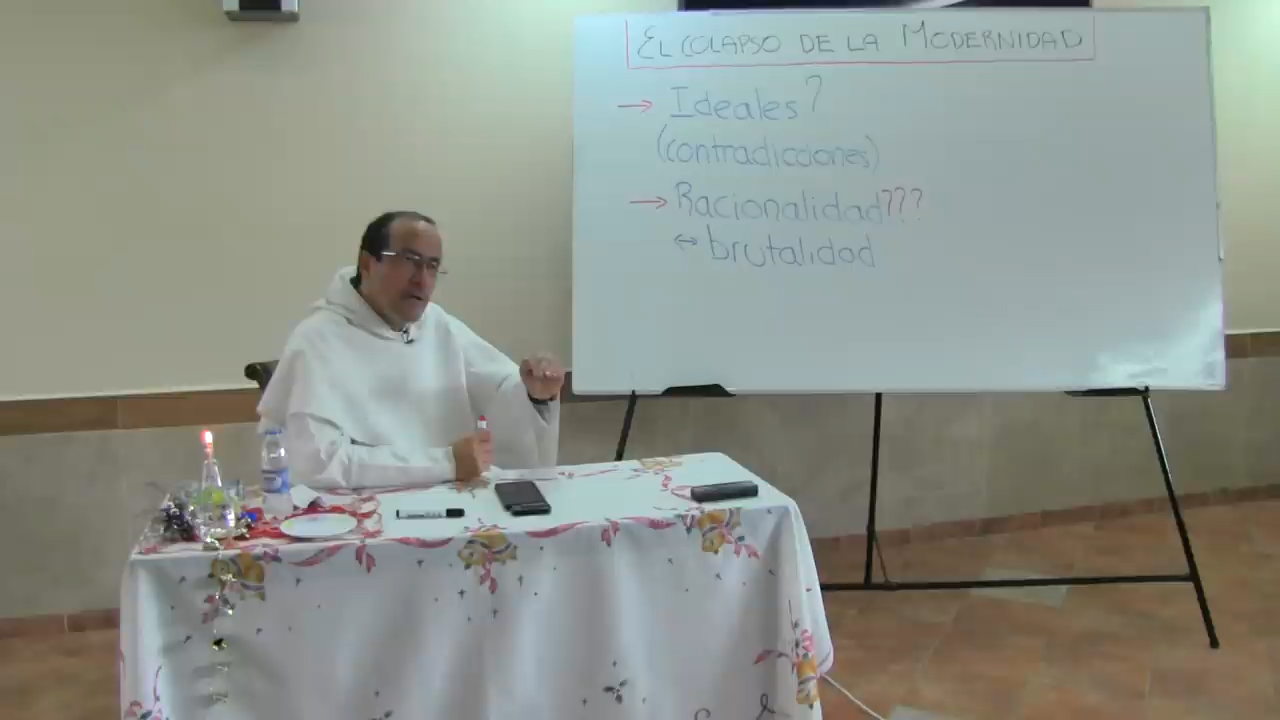 EL COLAPSO DE LA MODERNIDAD
→ Ideales?
(contradicciones)
→ Racionalidad???
↔ brutalidad